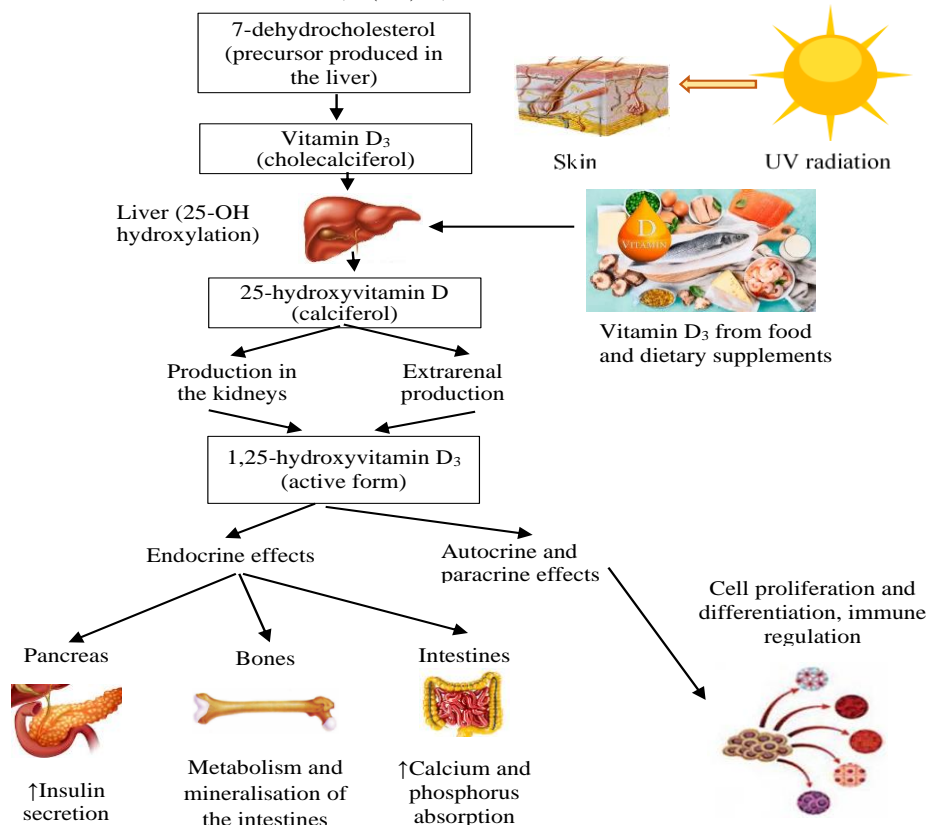 7-dehydrocholesterol
(precursor produced in
the liver)
Skin
UV radiation
Vitamin D₃
(cholecalciferol)
Liver (25-OH
hydroxylation)
D
VITAMIN
25-hydroxyvitamin D
(calciferol)
Vitamin D₃ from food
and dietary supplements
Production in
the kidneys
Extrarenal
production
1,25-hydroxyvitamin D₃
(active form)
Endocrine effects
Autocrine and
paracrine effects
Cell proliferation and
differentiation, immune
regulation
Pancreas
Bones
Intestines
↑Insulin
secretion
Metabolism and
mineralisation of
the intestines
↑Calcium and
phosphorus
absorption